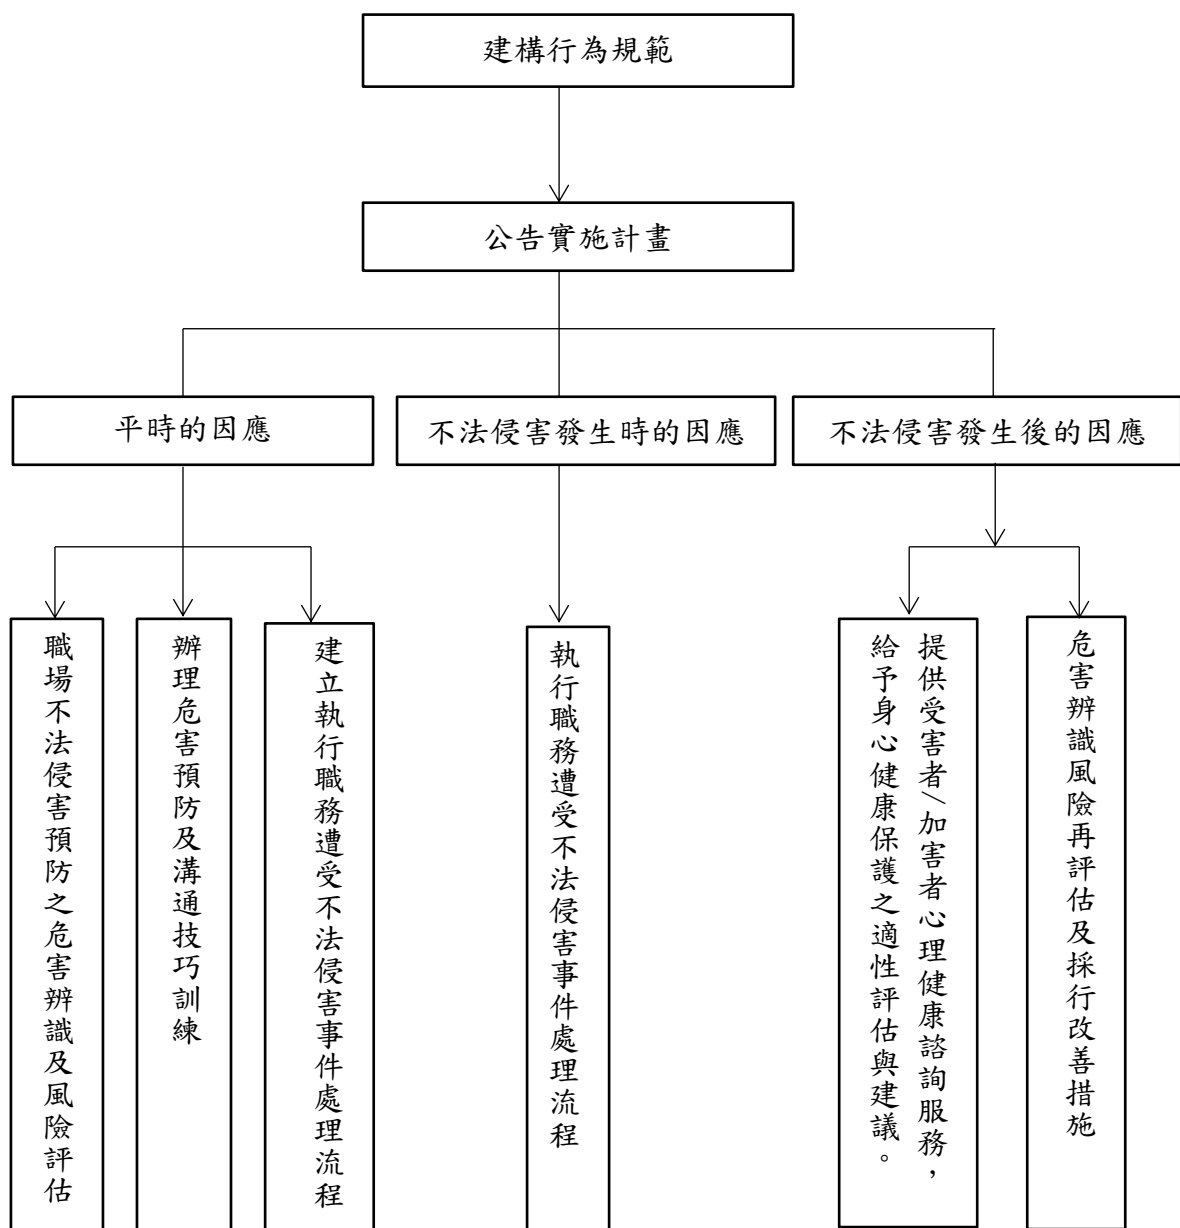 建構行為規範
公告實施計畫
平時的因應
不法侵害發生時的因應
不法侵害發生後的因應
職場不法侵害預防之危害辨識及風險評估
辦理危害預防及溝通技巧訓練
建立執行職務遭受不法侵害事件處理流程
執行職務遭受不法侵害事件處理流程
提供受害者/加害者心理健康諮詢服務，
給予身心健康保護之適性評估與建議。
危害辨識風險再評估及採行改善措施